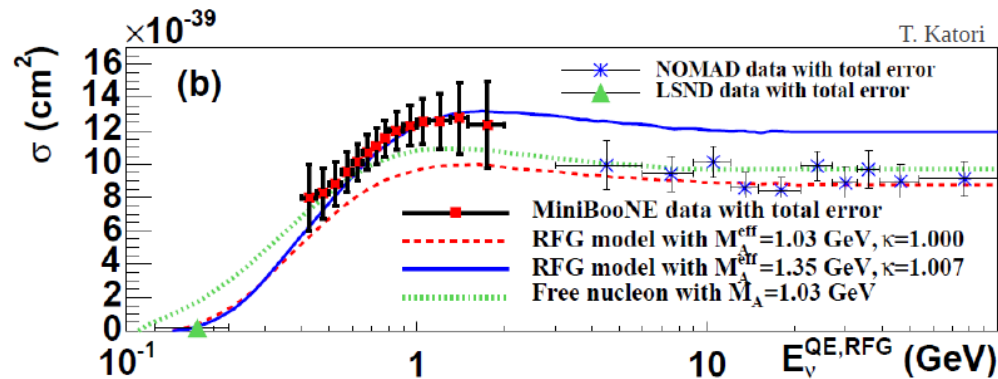 ×10⁻³⁹
T. Katori
σ (cm²)
(b)
NOMAD data with total error
LSND data with total error
MiniBooNE data with total error
RFG model with M_A^eff=1.03 GeV, κ=1.000
RFG model with M_A^eff=1.35 GeV, κ=1.007
Free nucleon with M_A=1.03 GeV
16
14
12
10
8
6
4
2
0
10⁻¹ 1 10 E_ν^QE,RFG (GeV)